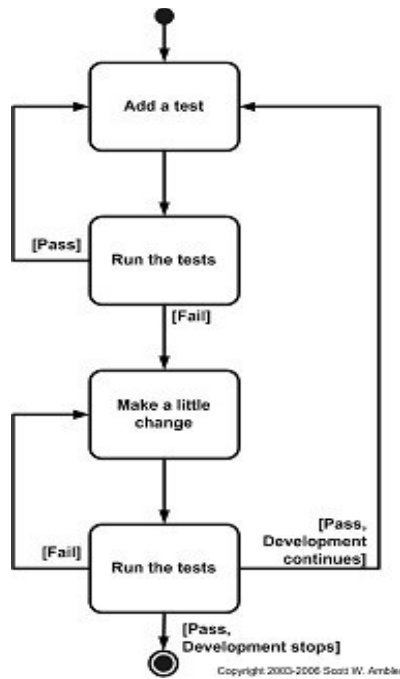 Add a test
[Pass]
Run the tests
[Fail]
Make a little
change
[Pass,
Development
continues]
[Fail]
Run the tests
[Pass,
Development stops]
Copyright 2003-2006 Scott W. Ambler